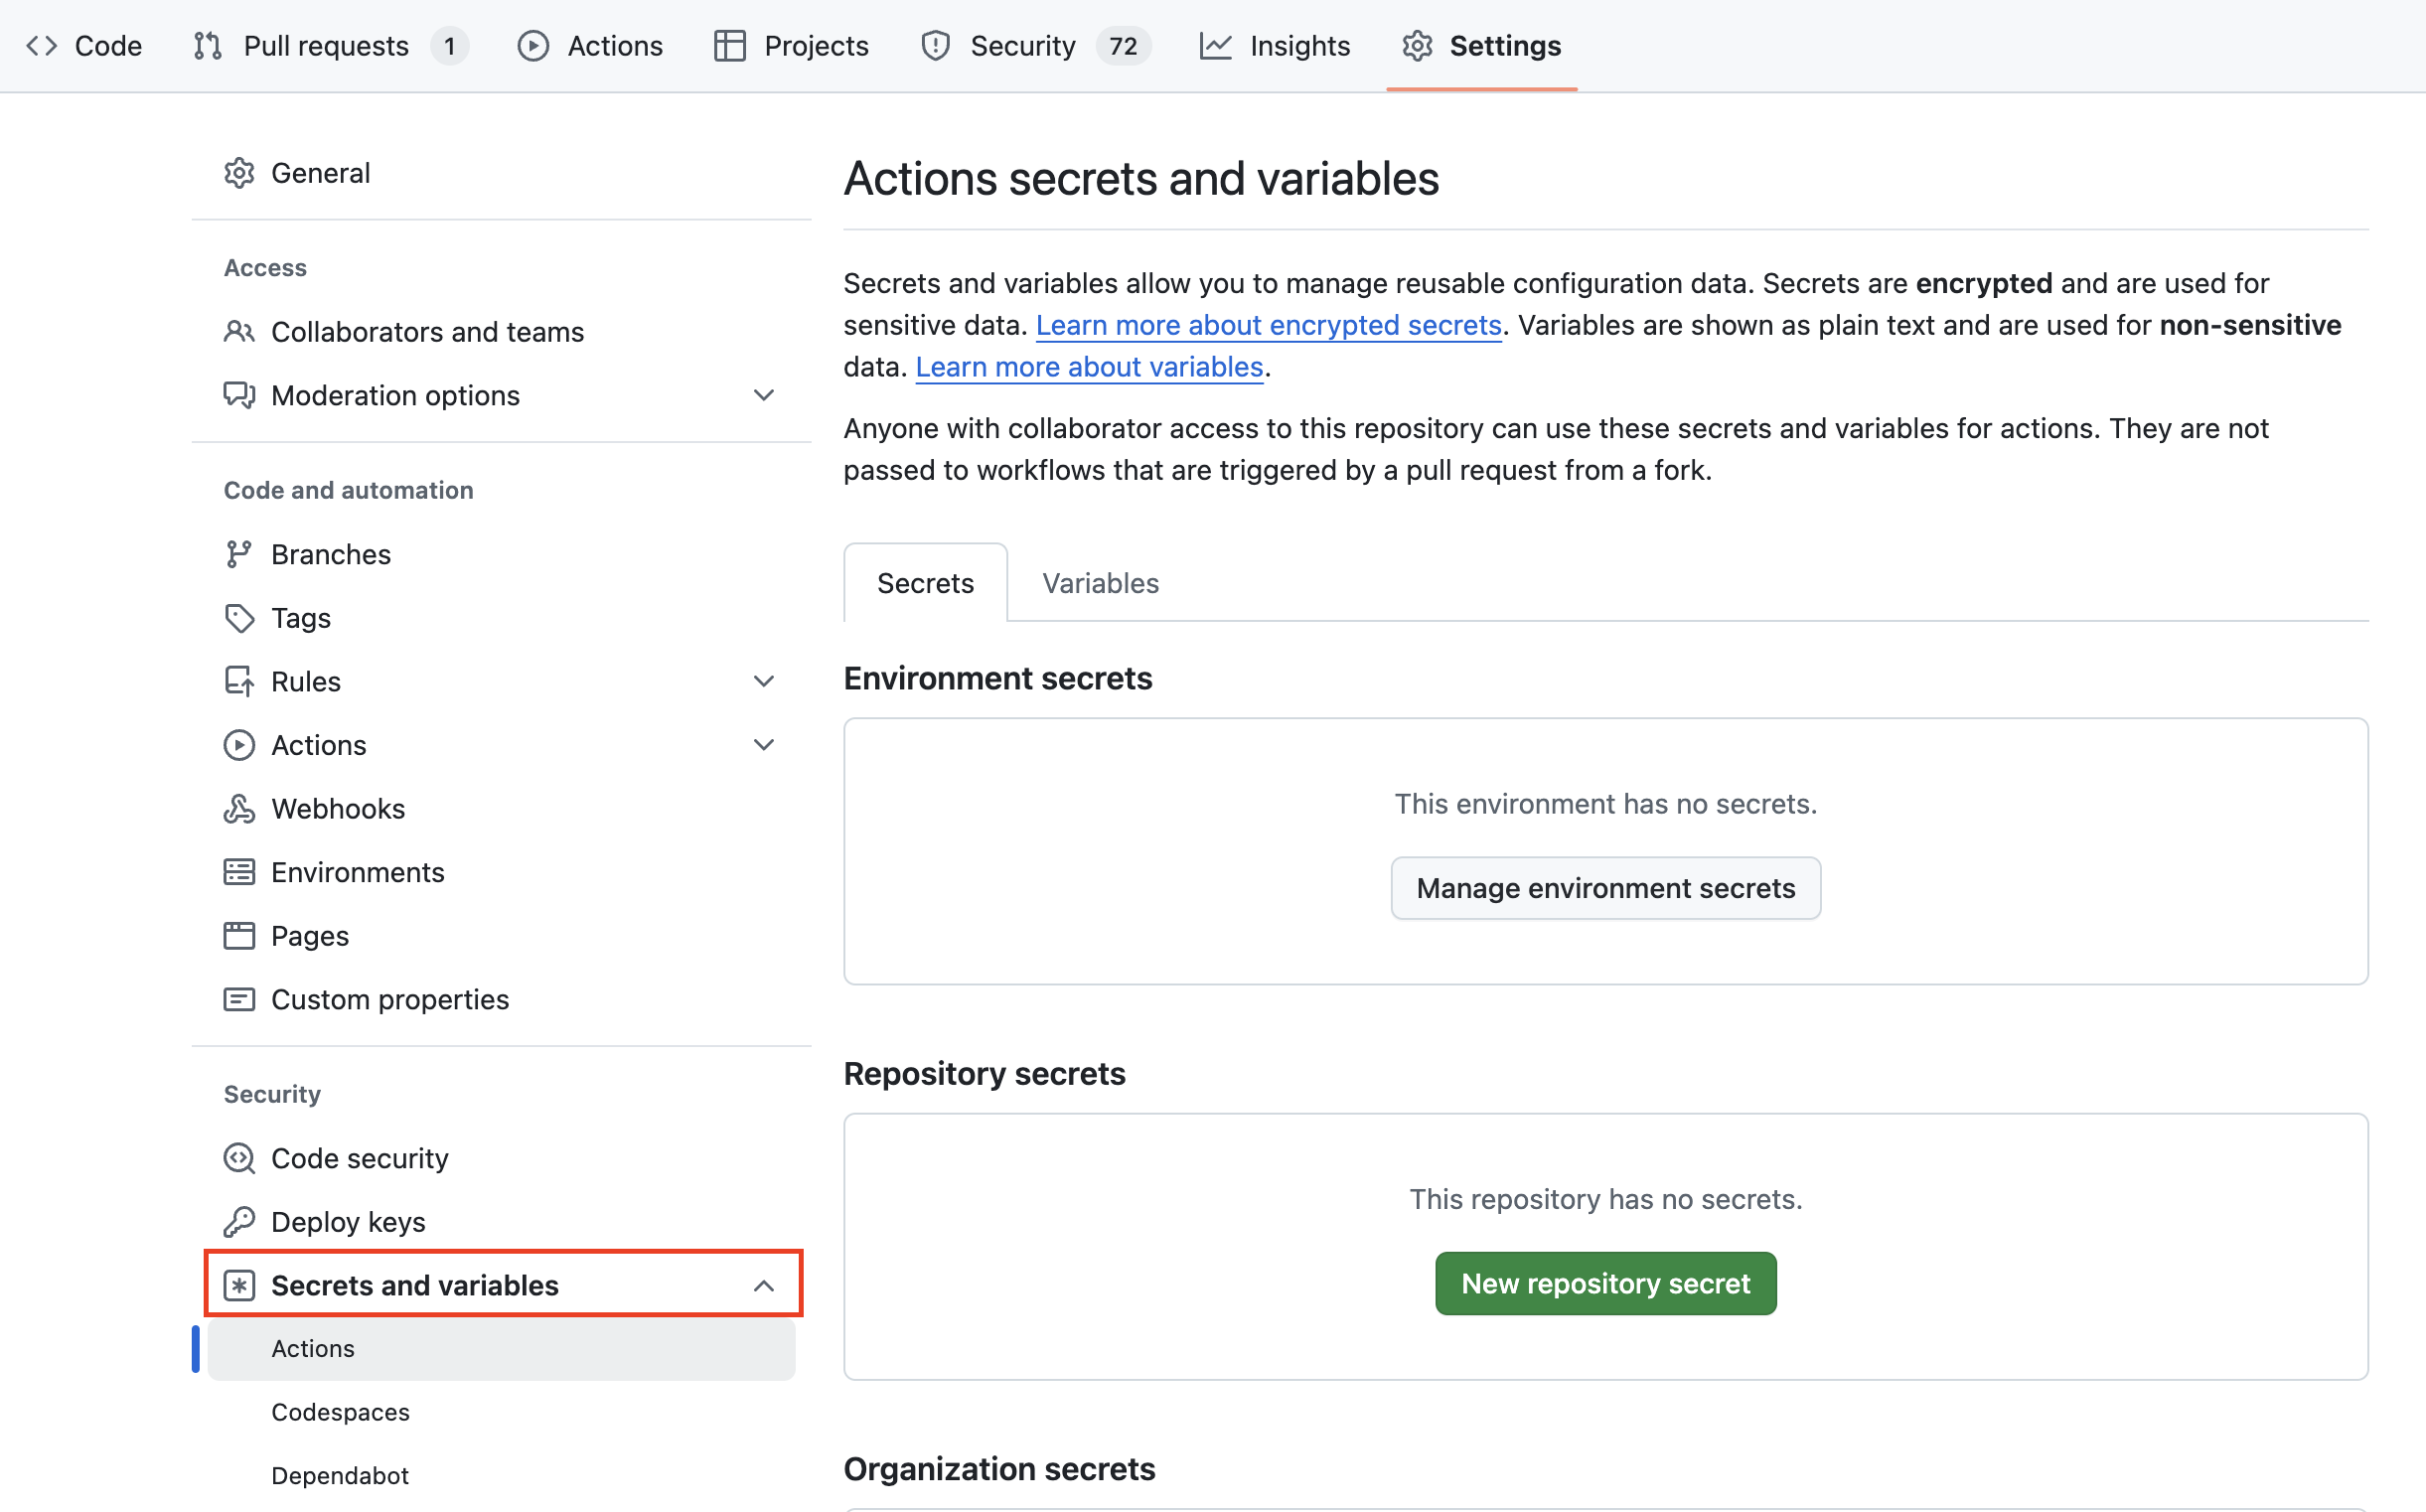 Code Pull requests 1 Actions Projects Security 72 Insights Settings
General
Access
Collaborators and teams
Moderation options
Code and automation
Branches
Tags
Rules
Actions
Webhooks
Environments
Pages
Custom properties
Security
Code security
Deploy keys
Secrets and variables
Actions
Codespaces
Dependabot
Actions secrets and variables
Secrets and variables allow you to manage reusable configuration data. Secrets are encrypted and are used for
sensitive data. Learn more about encrypted secrets. Variables are shown as plain text and are used for non-sensitive
data. Learn more about variables.
Anyone with collaborator access to this repository can use these secrets and variables for actions. They are not
passed to workflows that are triggered by a pull request from a fork.
Secrets Variables
Environment secrets
This environment has no secrets.
Manage environment secrets
Repository secrets
This repository has no secrets.
New repository secret
Organization secrets